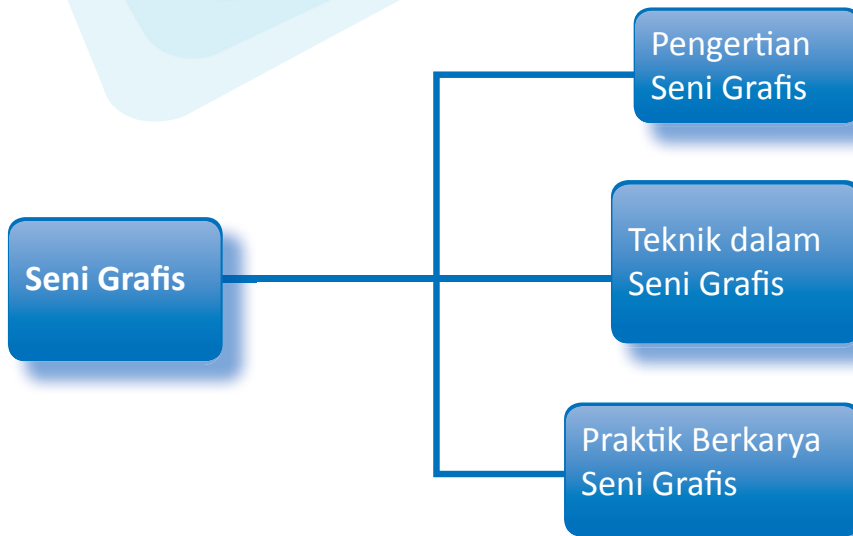 Pengertian
Seni Grafis
Seni Grafis
Teknik dalam
Seni Grafis
Praktik Berkarya
Seni Grafis